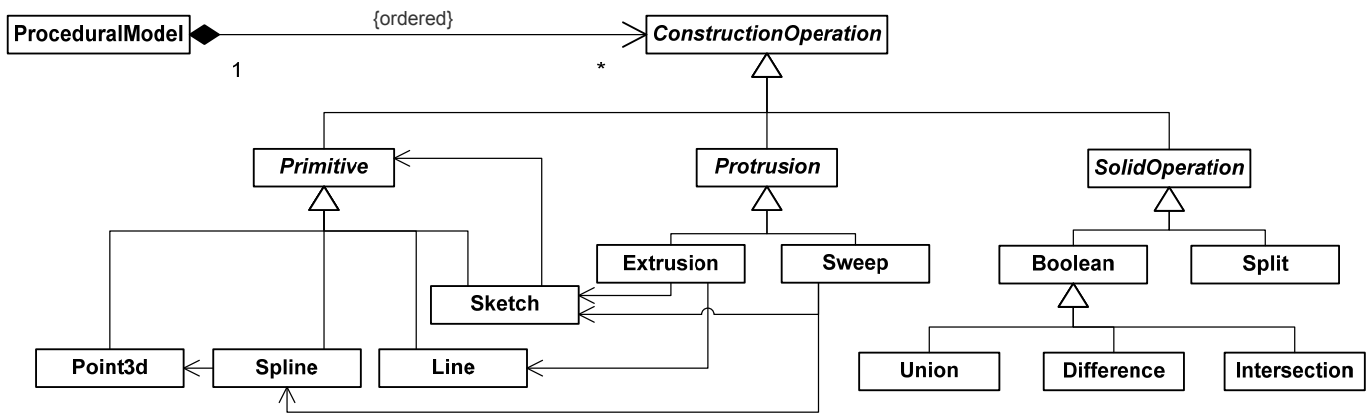 {ordered}
ProceduralModel
ConstructionOperation
1
*
Primitive
Protrusion
SolidOperation
Extrusion
Sweep
Boolean
Split
Sketch
Point3d
Spline
Line
Union
Difference
Intersection